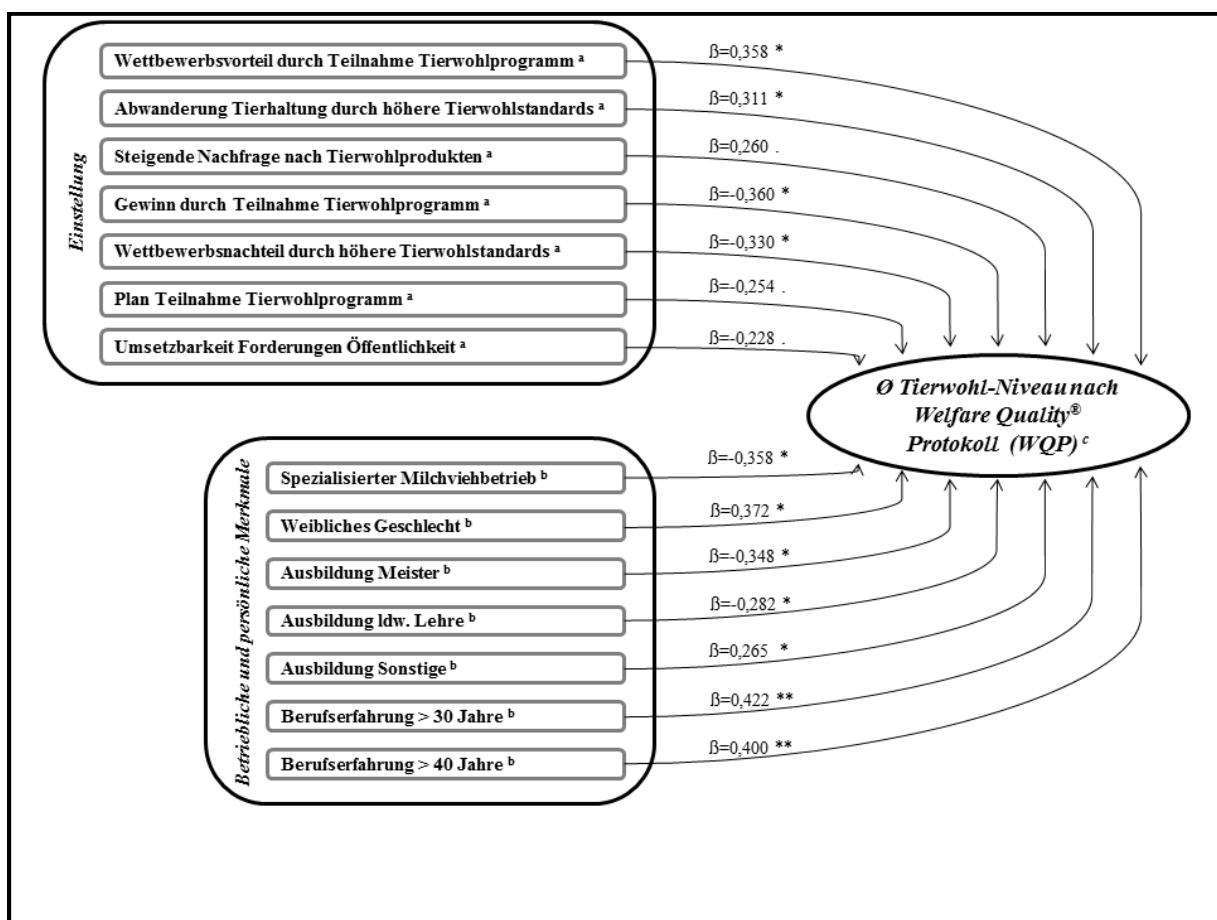 Einstellung
Wettbewerbsvorteil durch Teilnahme Tierwohlprogramm ᵃ
ß=0,358 *
Abwanderung Tierhaltung durch höhere Tierwohlstandards ᵃ
ß=0,311 *
Steigende Nachfrage nach Tierwohlprodukten ᵃ
ß=0,260 .
Gewinn durch Teilnahme Tierwohlprogramm ᵃ
ß=-0,360 *
Wettbewerbsnachteil durch höhere Tierwohlstandards ᵃ
ß=-0,330 *
Plan Teilnahme Tierwohlprogramm ᵃ
ß=-0,254 .
Umsetzbarkeit Forderungen Öffentlichkeit ᵃ
ß=-0,228 .
Ø Tierwohl-Niveau nach
Welfare Quality®
Protokoll (WQP) ᶜ
Betriebliche und persönliche Merkmale
Spezialisierter Milchviehbetrieb ᵇ
ß=-0,358 *
Weibliches Geschlecht ᵇ
ß=0,372 *
Ausbildung Meister ᵇ
ß=-0,348 *
Ausbildung ldw. Lehre ᵇ
ß=-0,282 *
Ausbildung Sonstige ᵇ
ß=0,265 *
Berufserfahrung > 30 Jahre ᵇ
ß=0,422 **
Berufserfahrung > 40 Jahre ᵇ
ß=0,400 **